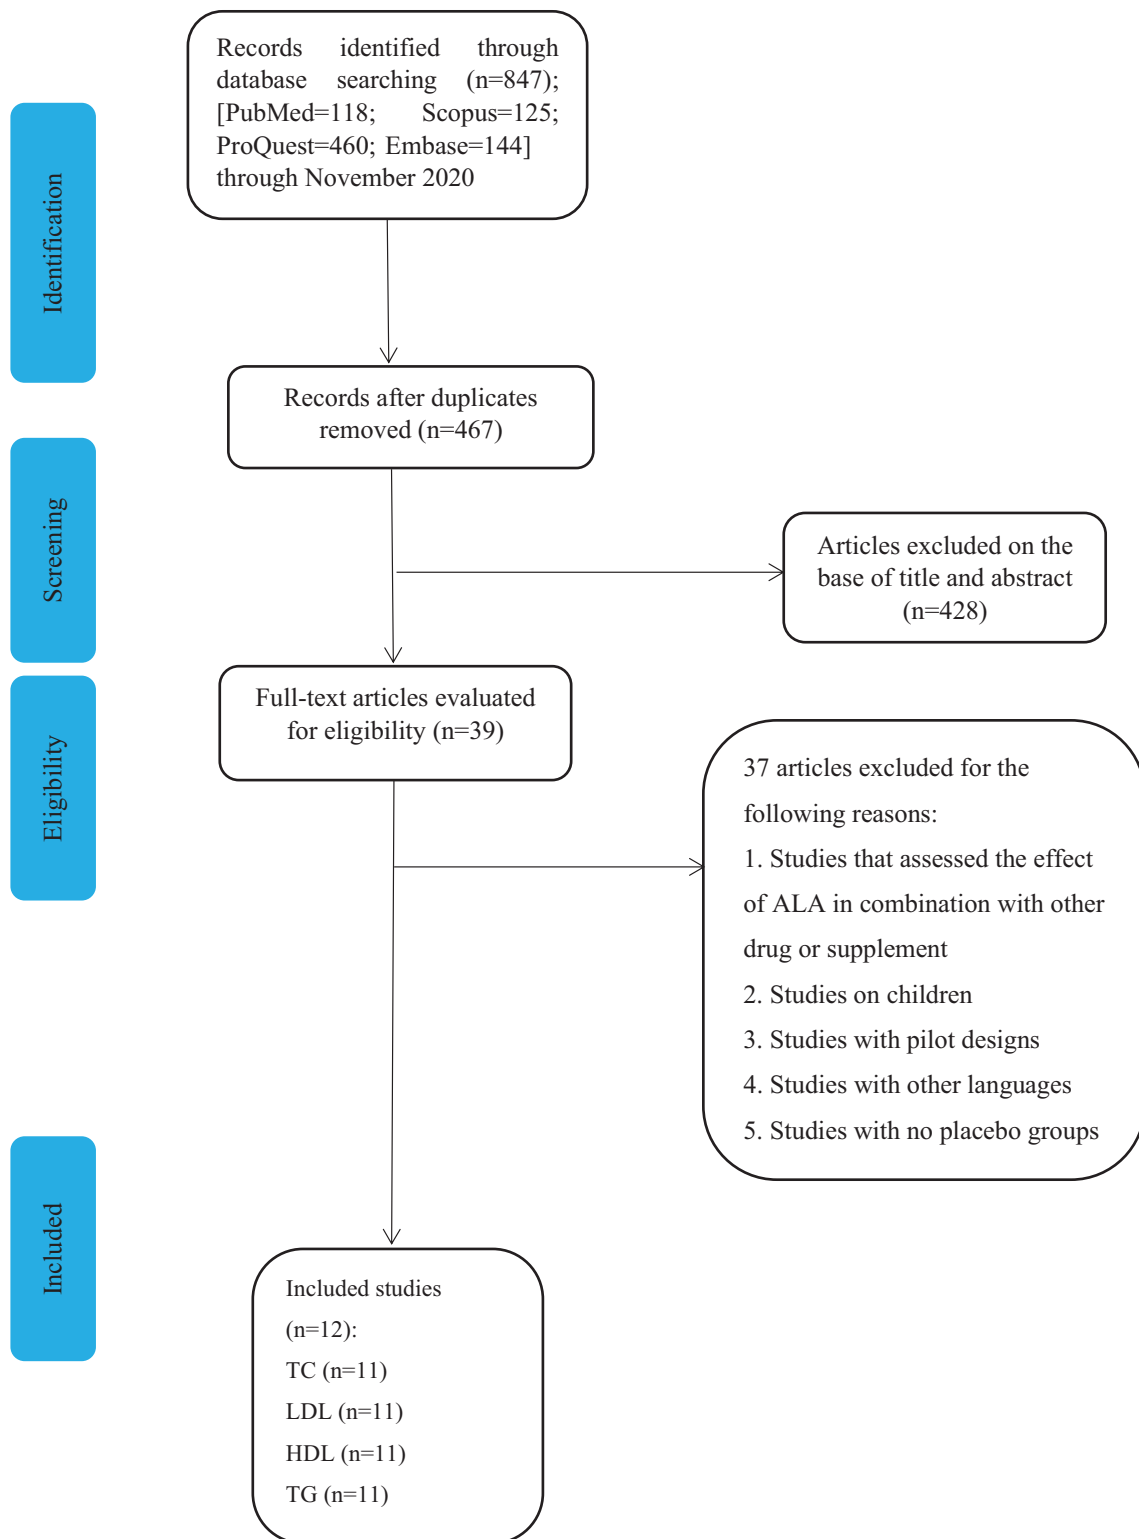 Records identified through
database searching (n=847);
[PubMed=118; Scopus=125;
ProQuest=460; Embase=144]
through November 2020
Identification
Records after duplicates
removed (n=467)
Screening
Articles excluded on the
base of title and abstract
(n=428)
Full-text articles evaluated
for eligibility (n=39)
Eligibility
37 articles excluded for the
following reasons:
1. Studies that assessed the effect
of ALA in combination with other
drug or supplement
2. Studies on children
3. Studies with pilot designs
4. Studies with other languages
5. Studies with no placebo groups
Included
Included studies
(n=12):
TC (n=11)
LDL (n=11)
HDL (n=11)
TG (n=11)